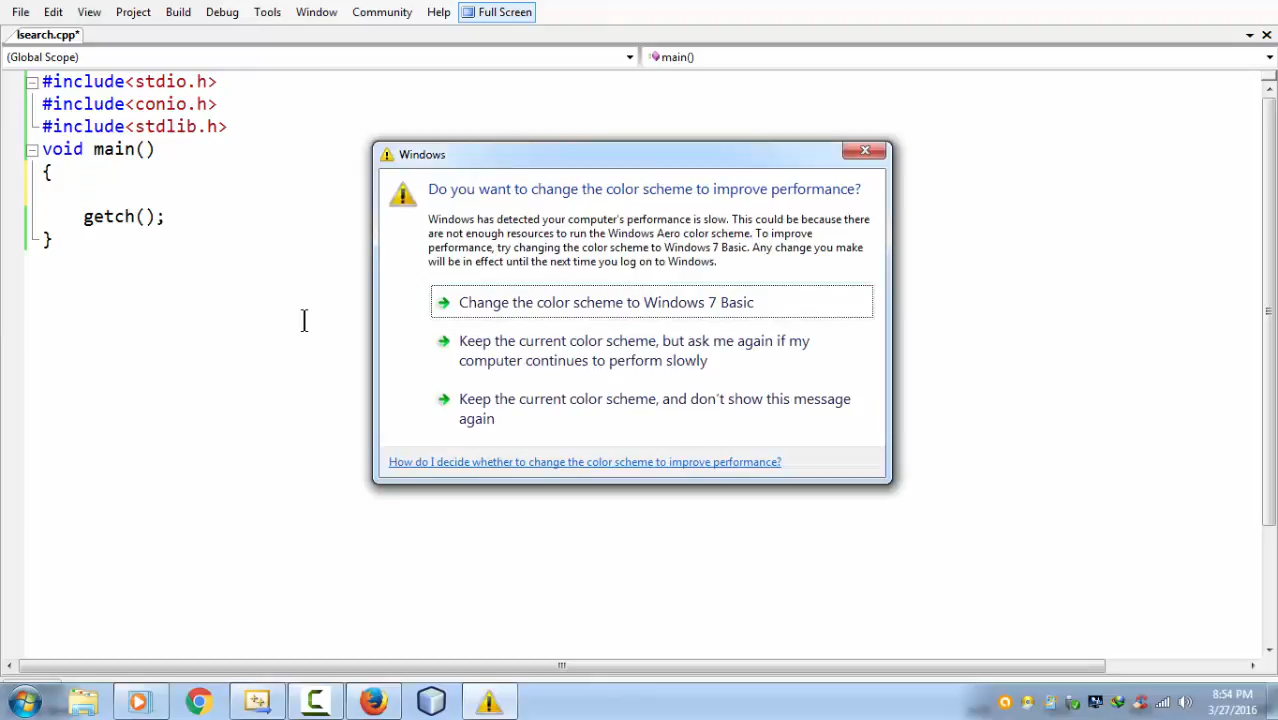 File Edit View Project Build Debug Tools Window Community Help Full Screen
lsearch.cpp*
(Global Scope) main()
#include<stdio.h>
#include<conio.h>
#include<stdlib.h>
void main()
{
getch();
}
Windows
Do you want to change the color scheme to improve performance?
Windows has detected your computer's performance is slow. This could be because there
are not enough resources to run the Windows Aero color scheme. To improve
performance, try changing the color scheme to Windows 7 Basic. Any change you make
will be in effect until the next time you log on to Windows.
Change the color scheme to Windows 7 Basic
Keep the current color scheme, but ask me again if my
computer continues to perform slowly
Keep the current color scheme, and don't show this message
again
How do I decide whether to change the color scheme to improve performance?
8:54 PM
3/27/2016